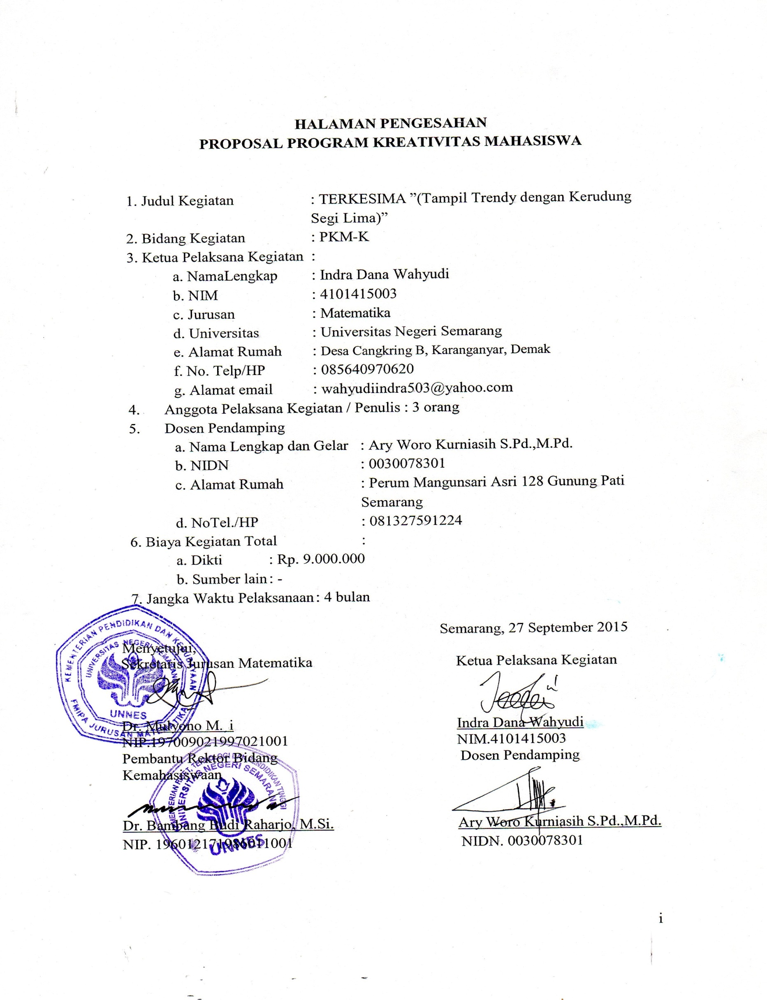 HALAMAN PENGESAHAN
PROPOSAL PROGRAM KREATIVITAS MAHASISWA
1. Judul Kegiatan : TERKESIMA ”(Tampil Trendy dengan Kerudung
Segi Lima)”
2. Bidang Kegiatan : PKM-K
3. Ketua Pelaksana Kegiatan :
a. NamaLengkap : Indra Dana Wahyudi
b. NIM : 4101415003
c. Jurusan : Matematika
d. Universitas : Universitas Negeri Semarang
e. Alamat Rumah : Desa Cangkring B, Karanganyar, Demak
f. No. Telp/HP : 085640970620
g. Alamat email : wahyudiindra503@yahoo.com
4. Anggota Pelaksana Kegiatan / Penulis : 3 orang
5. Dosen Pendamping
a. Nama Lengkap dan Gelar : Ary Woro Kurniasih S.Pd.,M.Pd.
b. NIDN : 0030078301
c. Alamat Rumah : Perum Mangunsari Asri 128 Gunung Pati
Semarang
d. NoTel./HP : 081327591224
6. Biaya Kegiatan Total :
a. Dikti : Rp. 9.000.000
b. Sumber lain : -
7. Jangka Waktu Pelaksanaan : 4 bulan
Semarang, 27 September 2015
Menyetujui,
Sekretaris Jurusan Matematika
Ketua Pelaksana Kegiatan
KEMENTERIAN PENDIDIKAN DAN KEBUDAYAAN
UNIVERSITAS NEGERI SEMARANG
UNNES
FMIPA JURUSAN MATEMATIKA
Dr. Mulyono M. i
NIP.197009021997021001
Indra Dana Wahyudi
NIM.4101415003
Pembantu Rektor Bidang
Kemahasiswaan
Dosen Pendamping
KEMENTERIAN RISET, TEKNOLOGI DAN PENDIDIKAN TINGGI
UNIVERSITAS NEGERI SEMARANG
UNNES
Dr. Bambang Budi Raharjo, M.Si.
NIP. 196012171986011001
Ary Woro Kurniasih S.Pd.,M.Pd.
NIDN. 0030078301
i